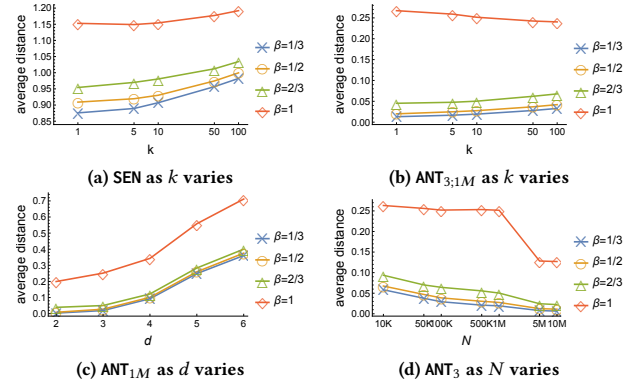 average distance
1.20
1.15
1.10
1.05
1.00
0.95
0.90
0.85
1 5 10 50 100
k
β=1/3
β=1/2
β=2/3
β=1
(a) SEN as k varies
average distance
0.25
0.20
0.15
0.10
0.05
0.00
1 5 10 50 100
k
β=1/3
β=1/2
β=2/3
β=1
(b) ANT3;1M as k varies
average distance
0.7
0.6
0.5
0.4
0.3
0.2
0.1
0.0
2 3 4 5 6
d
β=1/3
β=1/2
β=2/3
β=1
(c) ANT1M as d varies
average distance
0.25
0.20
0.15
0.10
0.05
0.00
10K 50K 100K 500K 1M 5M 10M
N
β=1/3
β=1/2
β=2/3
β=1
(d) ANT3 as N varies